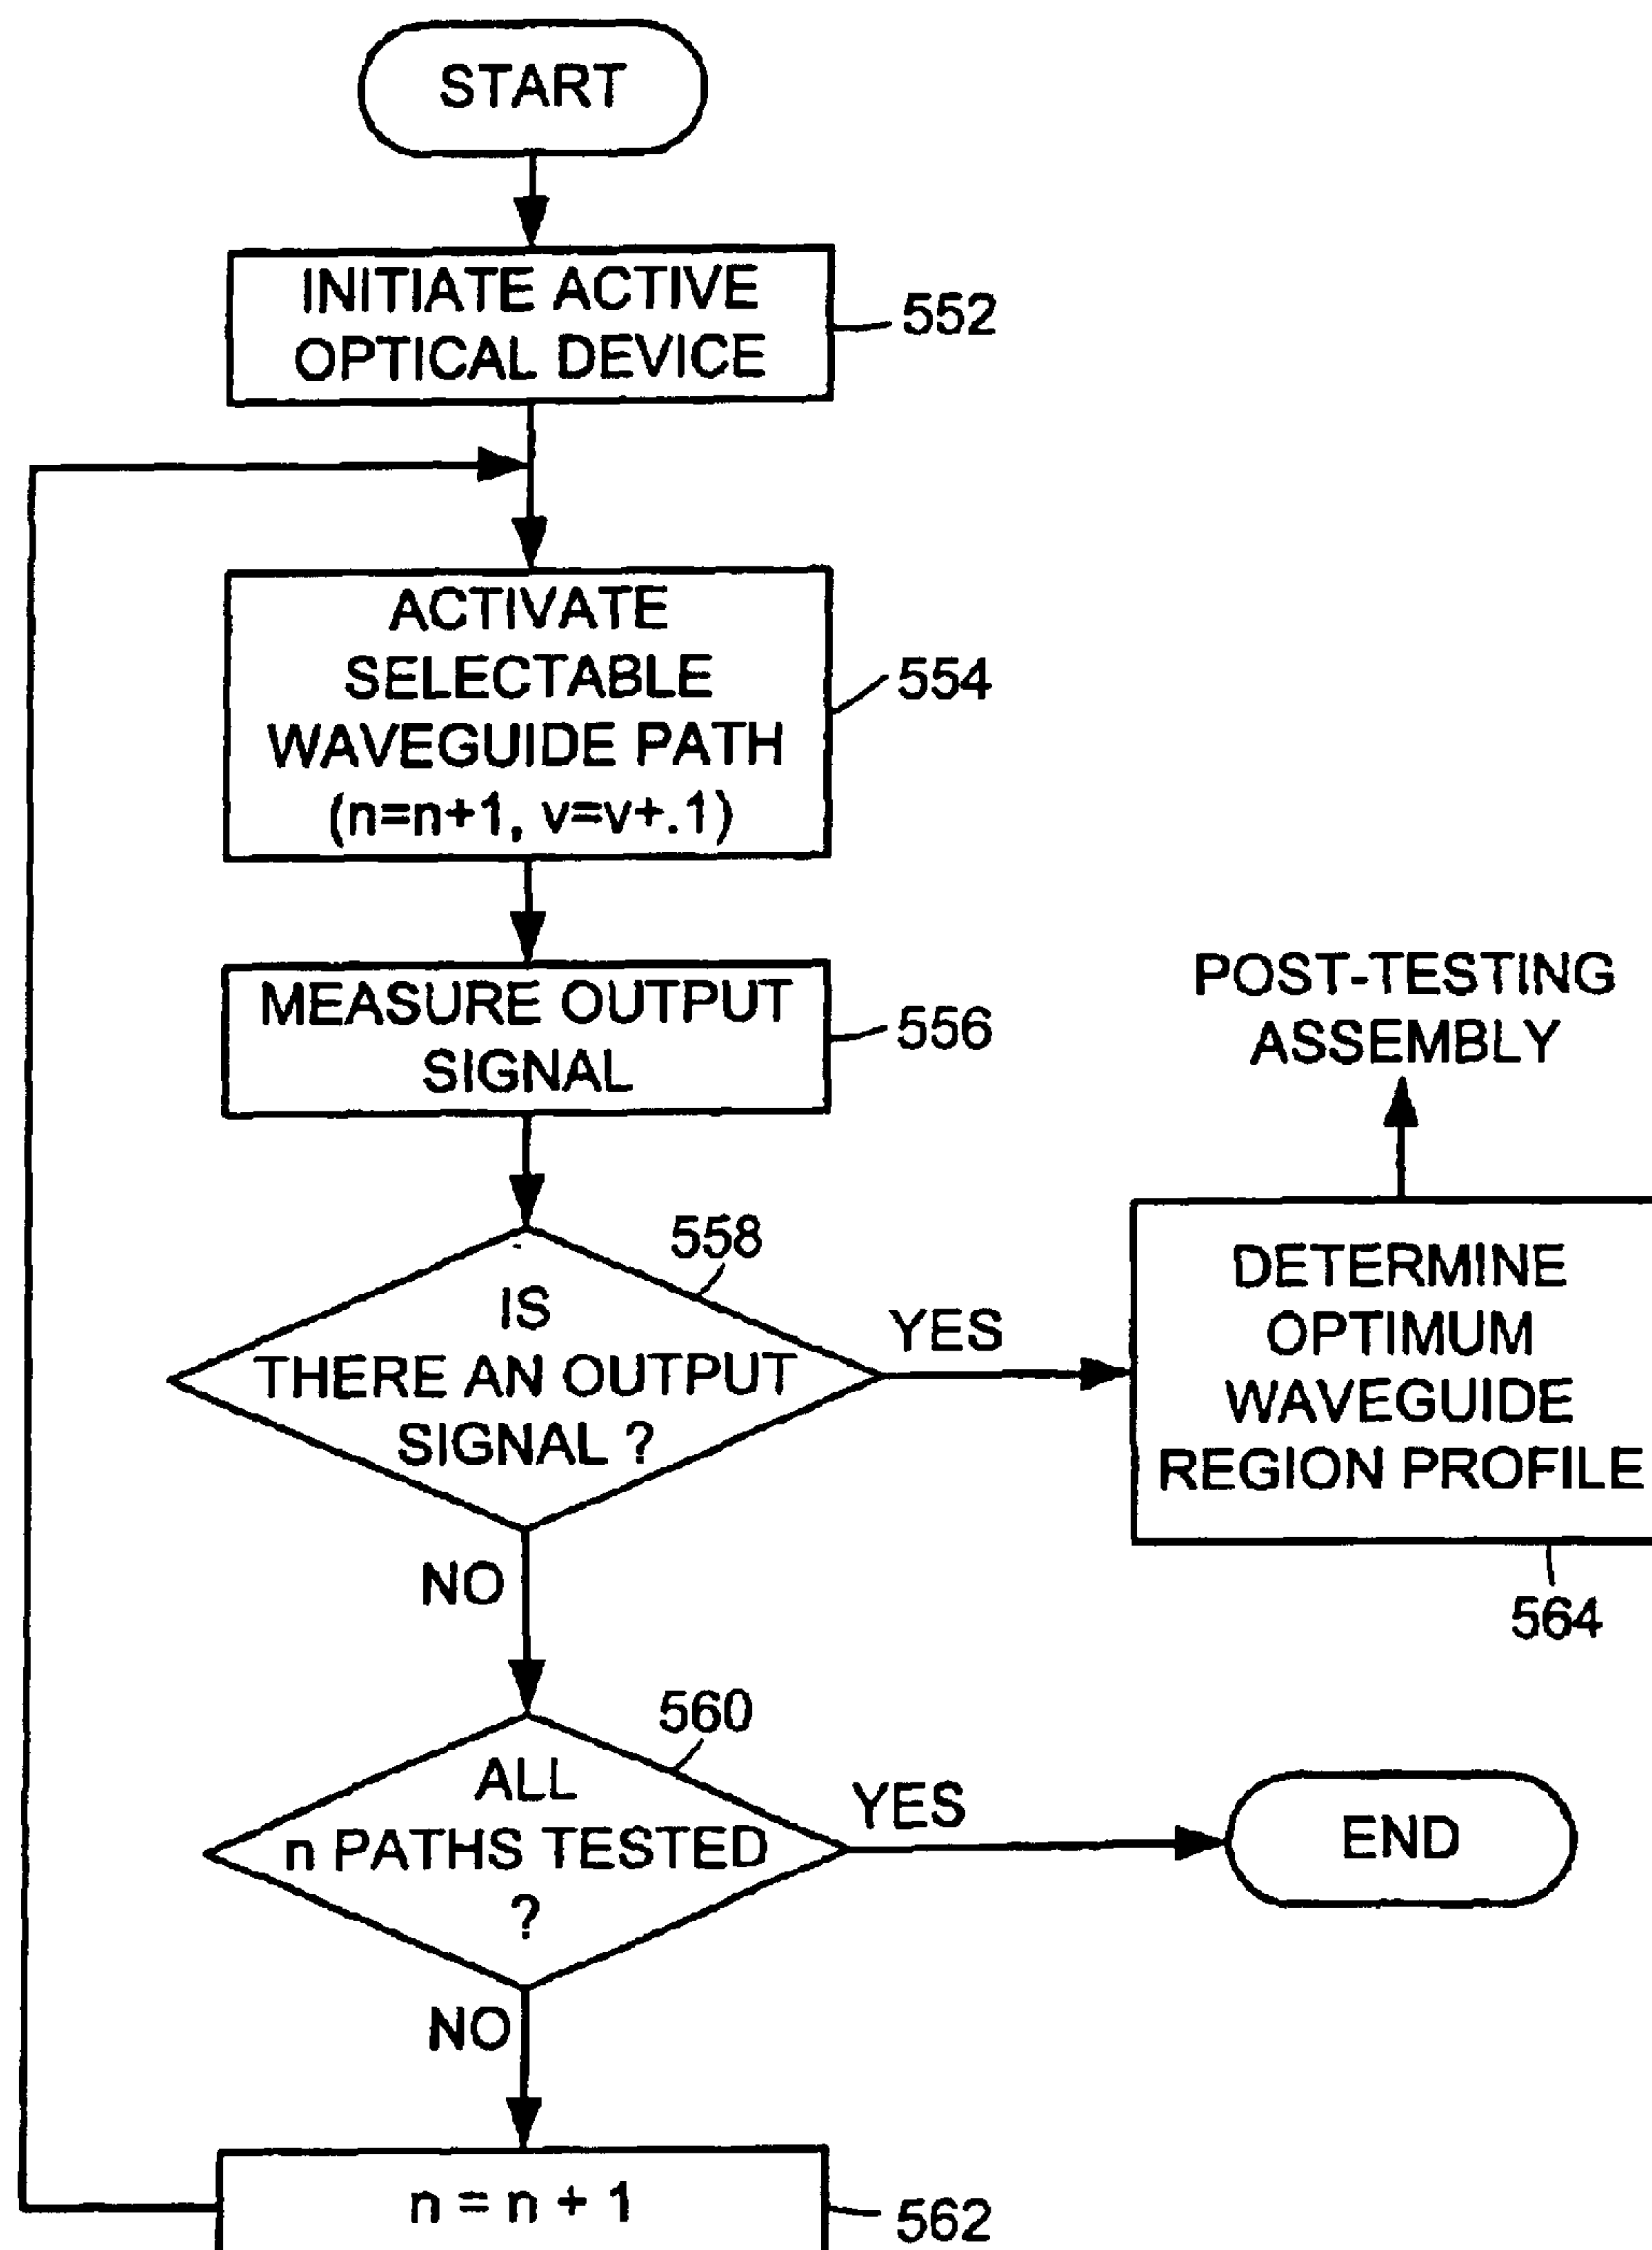 START
INITIATE ACTIVE
OPTICAL DEVICE
552
ACTIVATE
SELECTABLE
WAVEGUIDE PATH
(n=n+1, v=v+.1)
554
MEASURE OUTPUT
SIGNAL
556
POST-TESTING
ASSEMBLY
558
IS
THERE AN OUTPUT
SIGNAL ?
YES
DETERMINE
OPTIMUM
WAVEGUIDE
REGION PROFILE
564
NO
560
ALL
n PATHS TESTED
?
YES
END
NO
n = n + 1
562